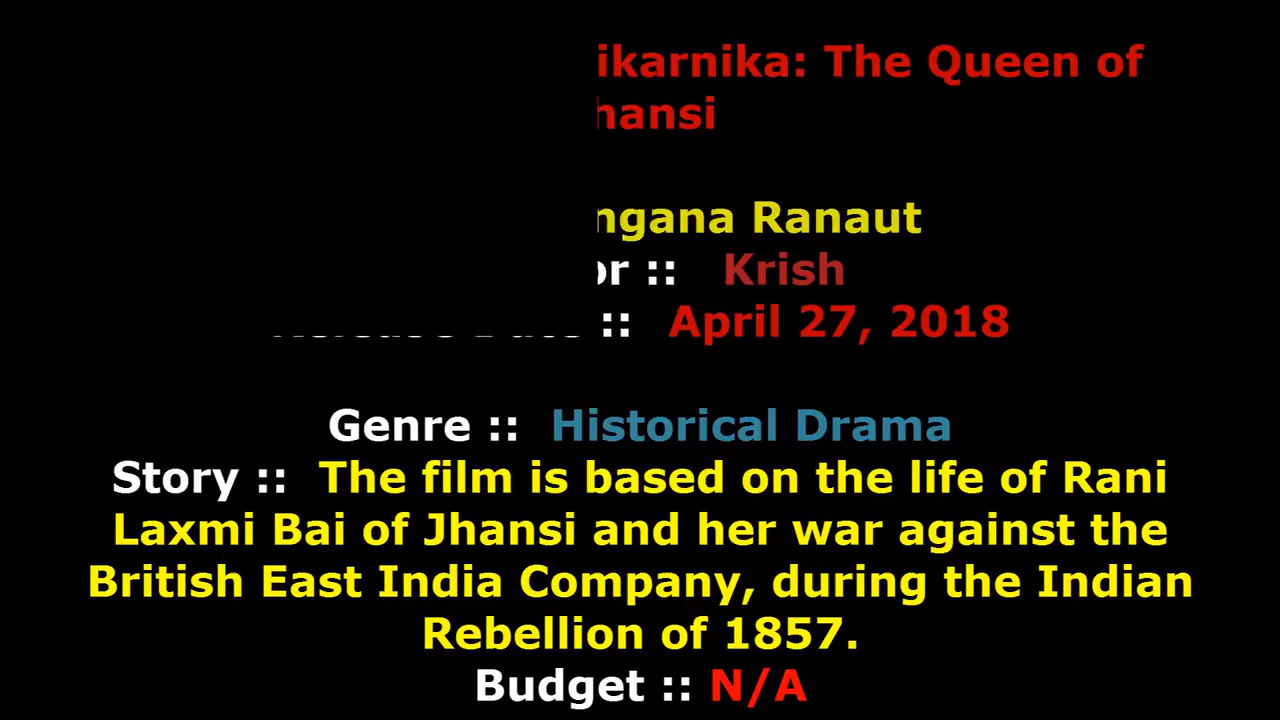 ikarnika: The Queen of
hansi
ngana Ranaut
or :: Krish
:: April 27, 2018
Genre :: Historical Drama
Story :: The film is based on the life of Rani
Laxmi Bai of Jhansi and her war against the
British East India Company, during the Indian
Rebellion of 1857.
Budget :: N/A